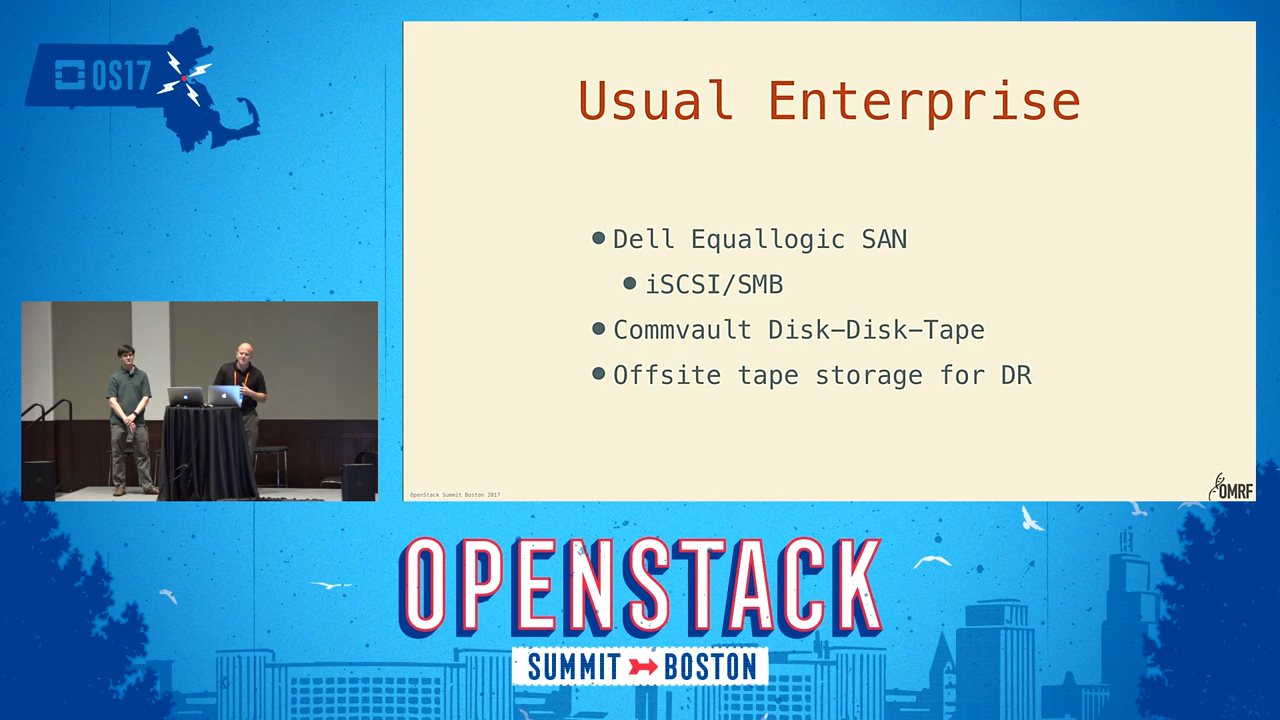 OS17
Usual Enterprise
Dell Equallogic SAN
iSCSI/SMB
Commvault Disk–Disk–Tape
Offsite tape storage for DR
OpenStack Summit Boston 2017
OMRF
OPENSTACK
SUMMIT BOSTON